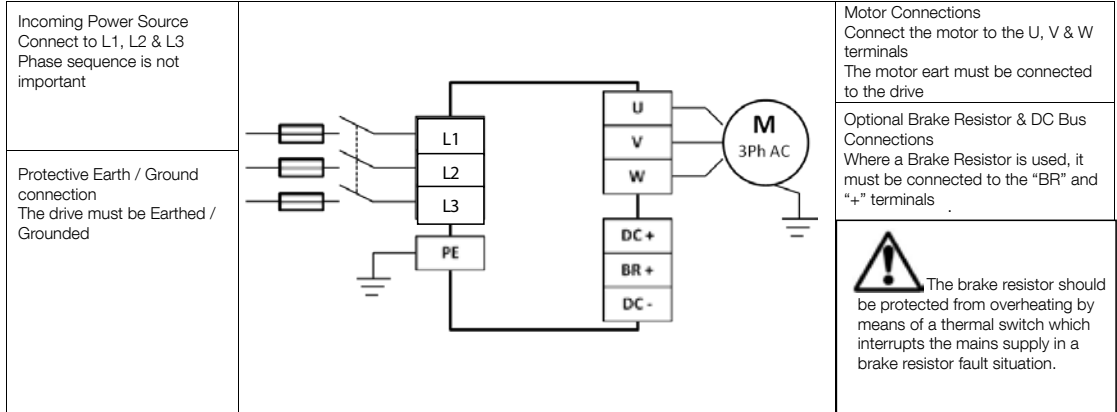 Incoming Power Source
Connect to L1, L2 & L3
Phase sequence is not
important
Protective Earth / Ground
connection
The drive must be Earthed /
Grounded
L1
L2
L3
PE
U
V
W
DC +
BR +
DC -
M
3Ph AC
Motor Connections
Connect the motor to the U, V & W
terminals
The motor eart must be connected
to the drive
Optional Brake Resistor & DC Bus
Connections
Where a Brake Resistor is used, it
must be connected to the “BR” and
“+” terminals
.
The brake resistor should
be protected from overheating by
means of a thermal switch which
interrupts the mains supply in a
brake resistor fault situation.